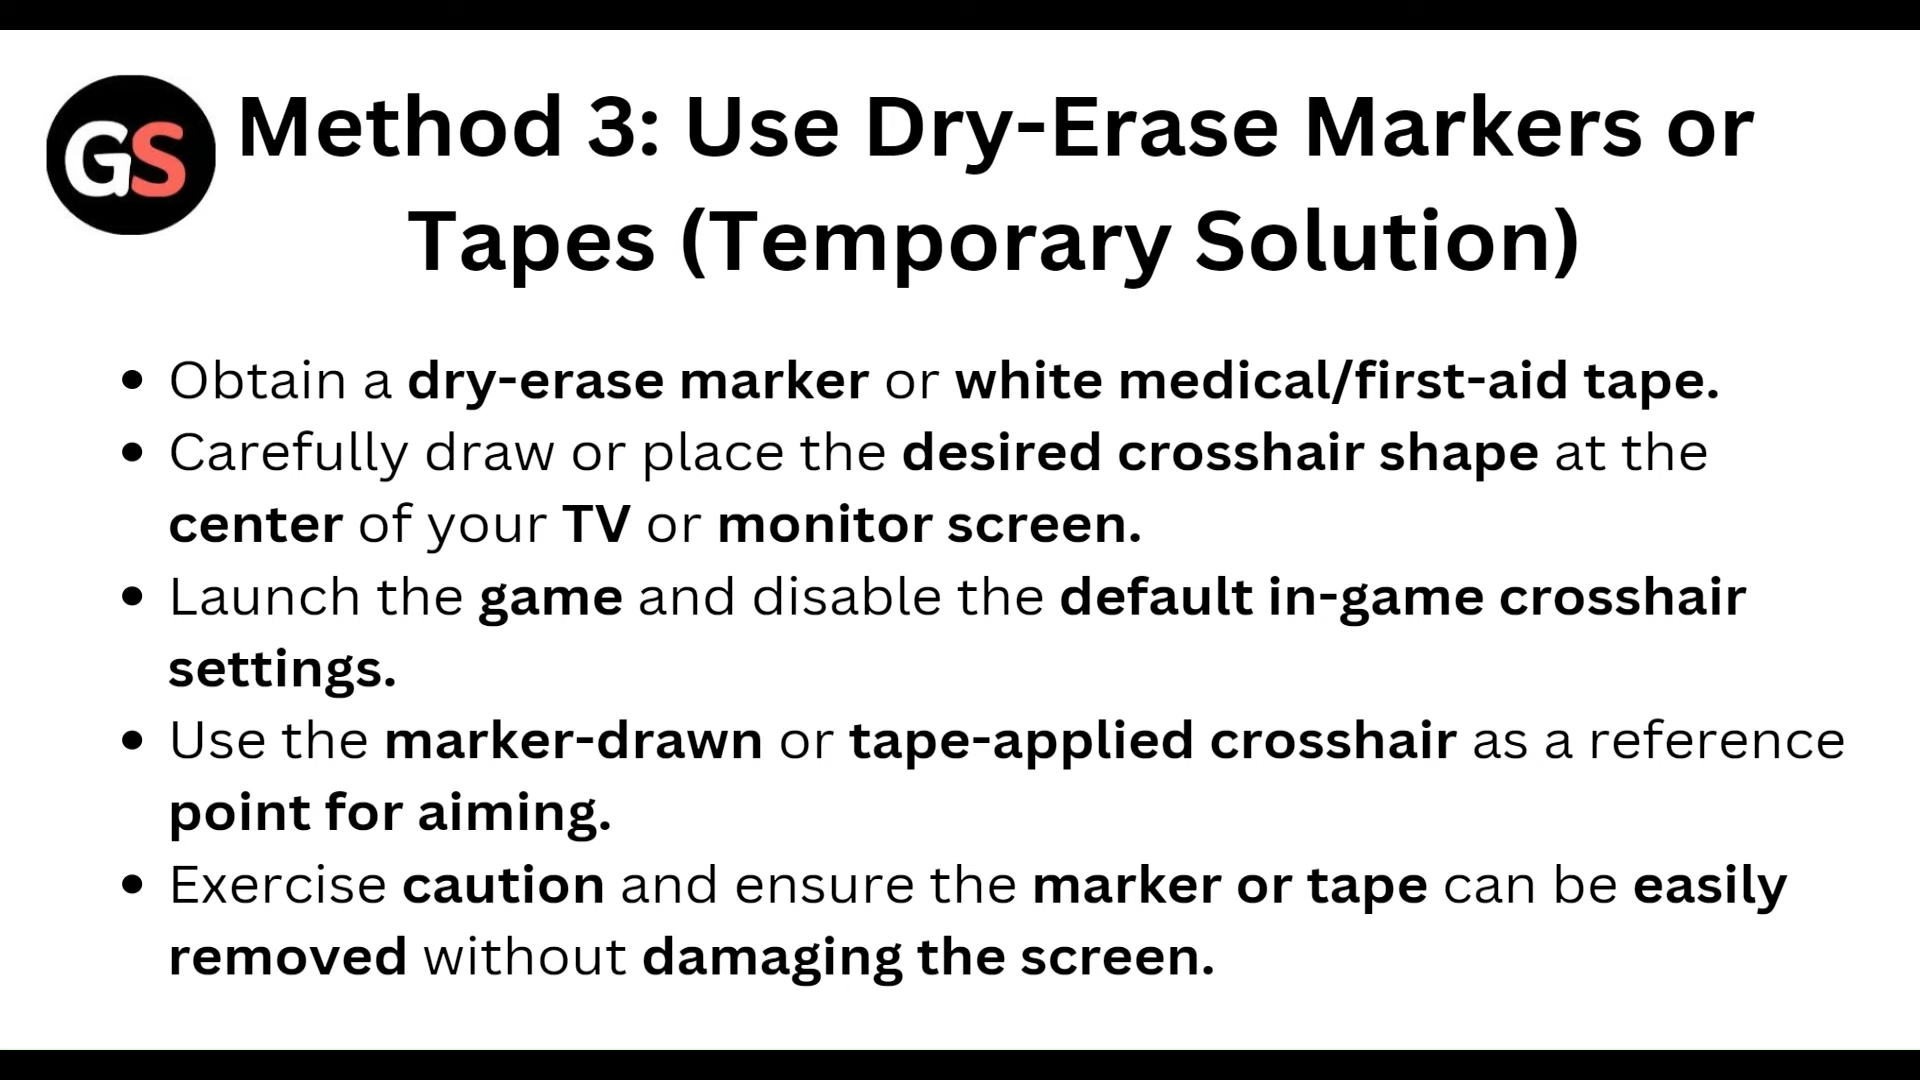 GS
Method 3: Use Dry-Erase Markers or
Tapes (Temporary Solution)
• Obtain a dry-erase marker or white medical/first-aid tape.
• Carefully draw or place the desired crosshair shape at the
center of your TV or monitor screen.
• Launch the game and disable the default in-game crosshair
settings.
• Use the marker-drawn or tape-applied crosshair as a reference
point for aiming.
• Exercise caution and ensure the marker or tape can be easily
removed without damaging the screen.